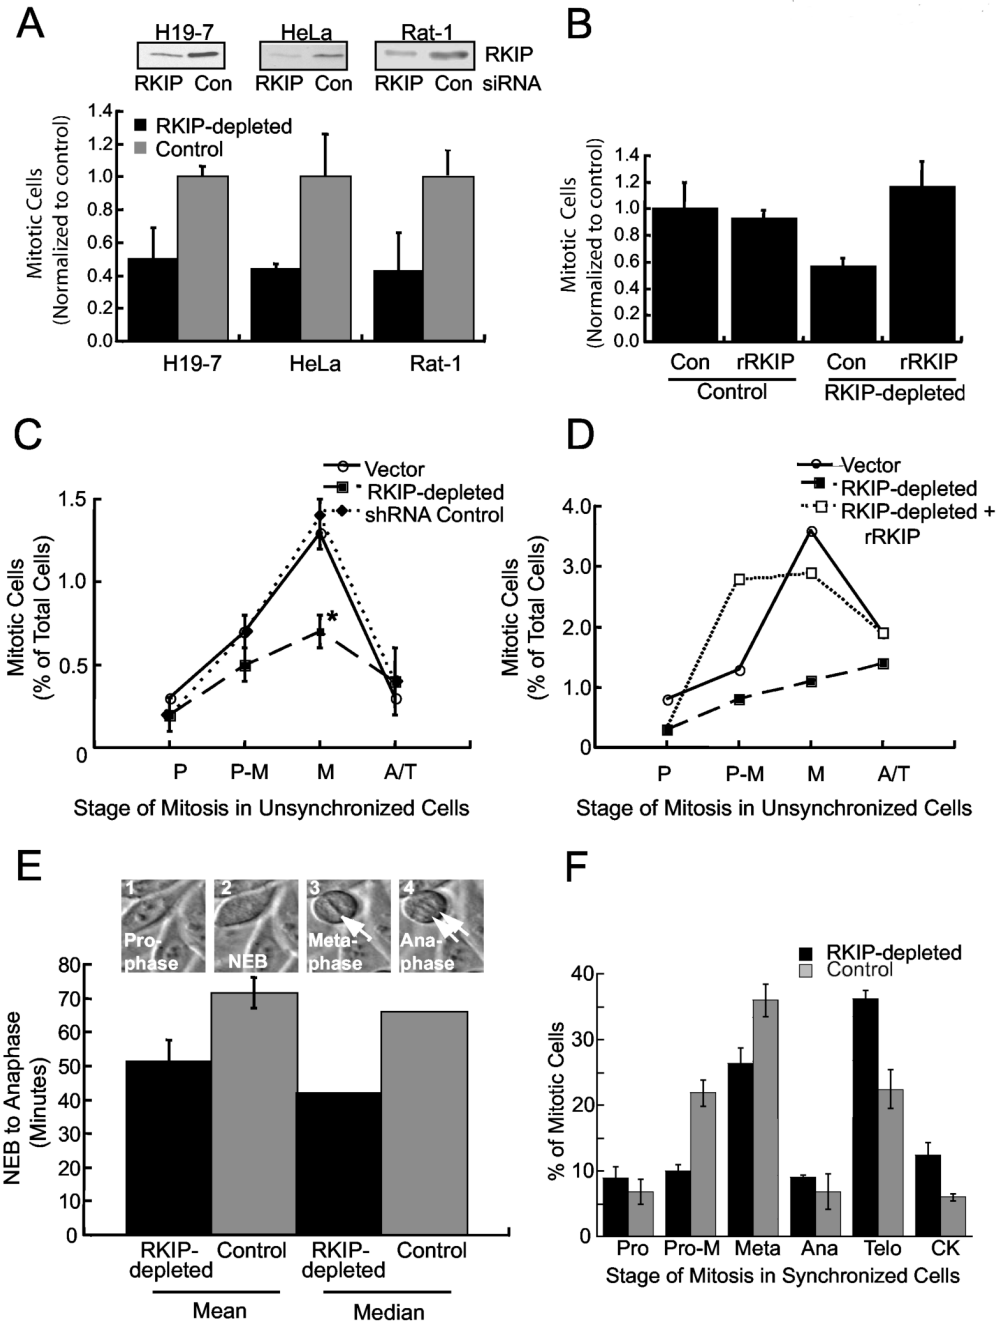 A
H19-7 HeLa Rat-1
RKIP
RKIP Con RKIP Con RKIP Con siRNA
Mitotic Cells
(Normalized to control)
1.4
1.2
1.0
0.8
0.6
0.4
0.2
0.0
RKIP-depleted
Control
H19-7 HeLa Rat-1
B
Mitotic Cells
(Normalized to control)
1.4
1.2
1.0
0.8
0.6
0.4
0.2
0.0
Con rRKIP Con rRKIP
Control RKIP-depleted
C
Vector
RKIP-depleted
shRNA Control
Mitotic Cells
(% of Total Cells)
1.5
1.0
0.5
0
*
P P-M M A/T
Stage of Mitosis in Unsynchronized Cells
D
Vector
RKIP-depleted
RKIP-depleted +
rRKIP
Mitotic Cells
(% of Total Cells)
4.0
3.0
2.0
1.0
0
P P-M M A/T
Stage of Mitosis in Unsynchronized Cells
E
1 2 3 4
Pro-
phase
NEB
Meta-
phase
Ana-
phase
NEB to Anaphase
(Minutes)
80
70
60
50
40
30
20
10
0
RKIP-
depleted
Control
RKIP-
depleted
Control
Mean Median
F
RKIP-depleted
Control
% of Mitotic Cells
40
30
20
10
0
Pro Pro-M Meta Ana Telo CK
Stage of Mitosis in Synchronized Cells